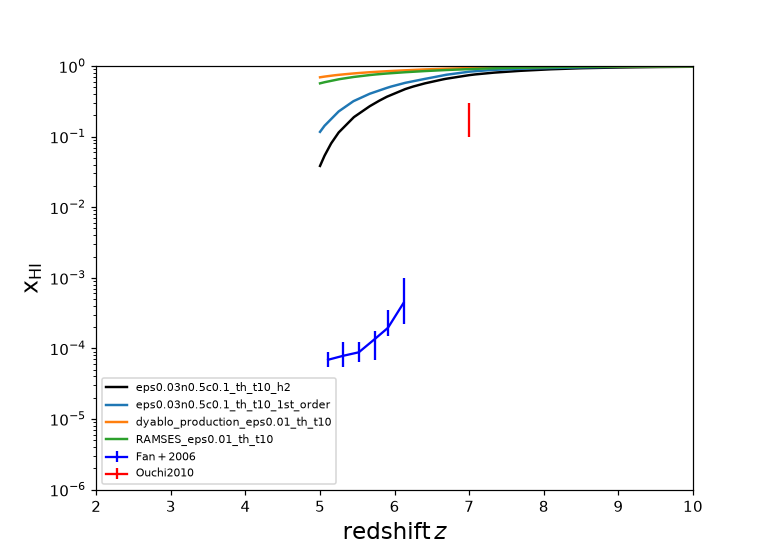 10^0
10^-1
10^-2
10^-3
10^-4
10^-5
10^-6
x_HI
eps0.03n0.5c0.1_th_t10_h2
eps0.03n0.5c0.1_th_t10_1st_order
dyablo_production_eps0.01_th_t10
RAMSES_eps0.01_th_t10
Fan + 2006
Ouchi2010
2 3 4 5 6 7 8 9 10
redshift z